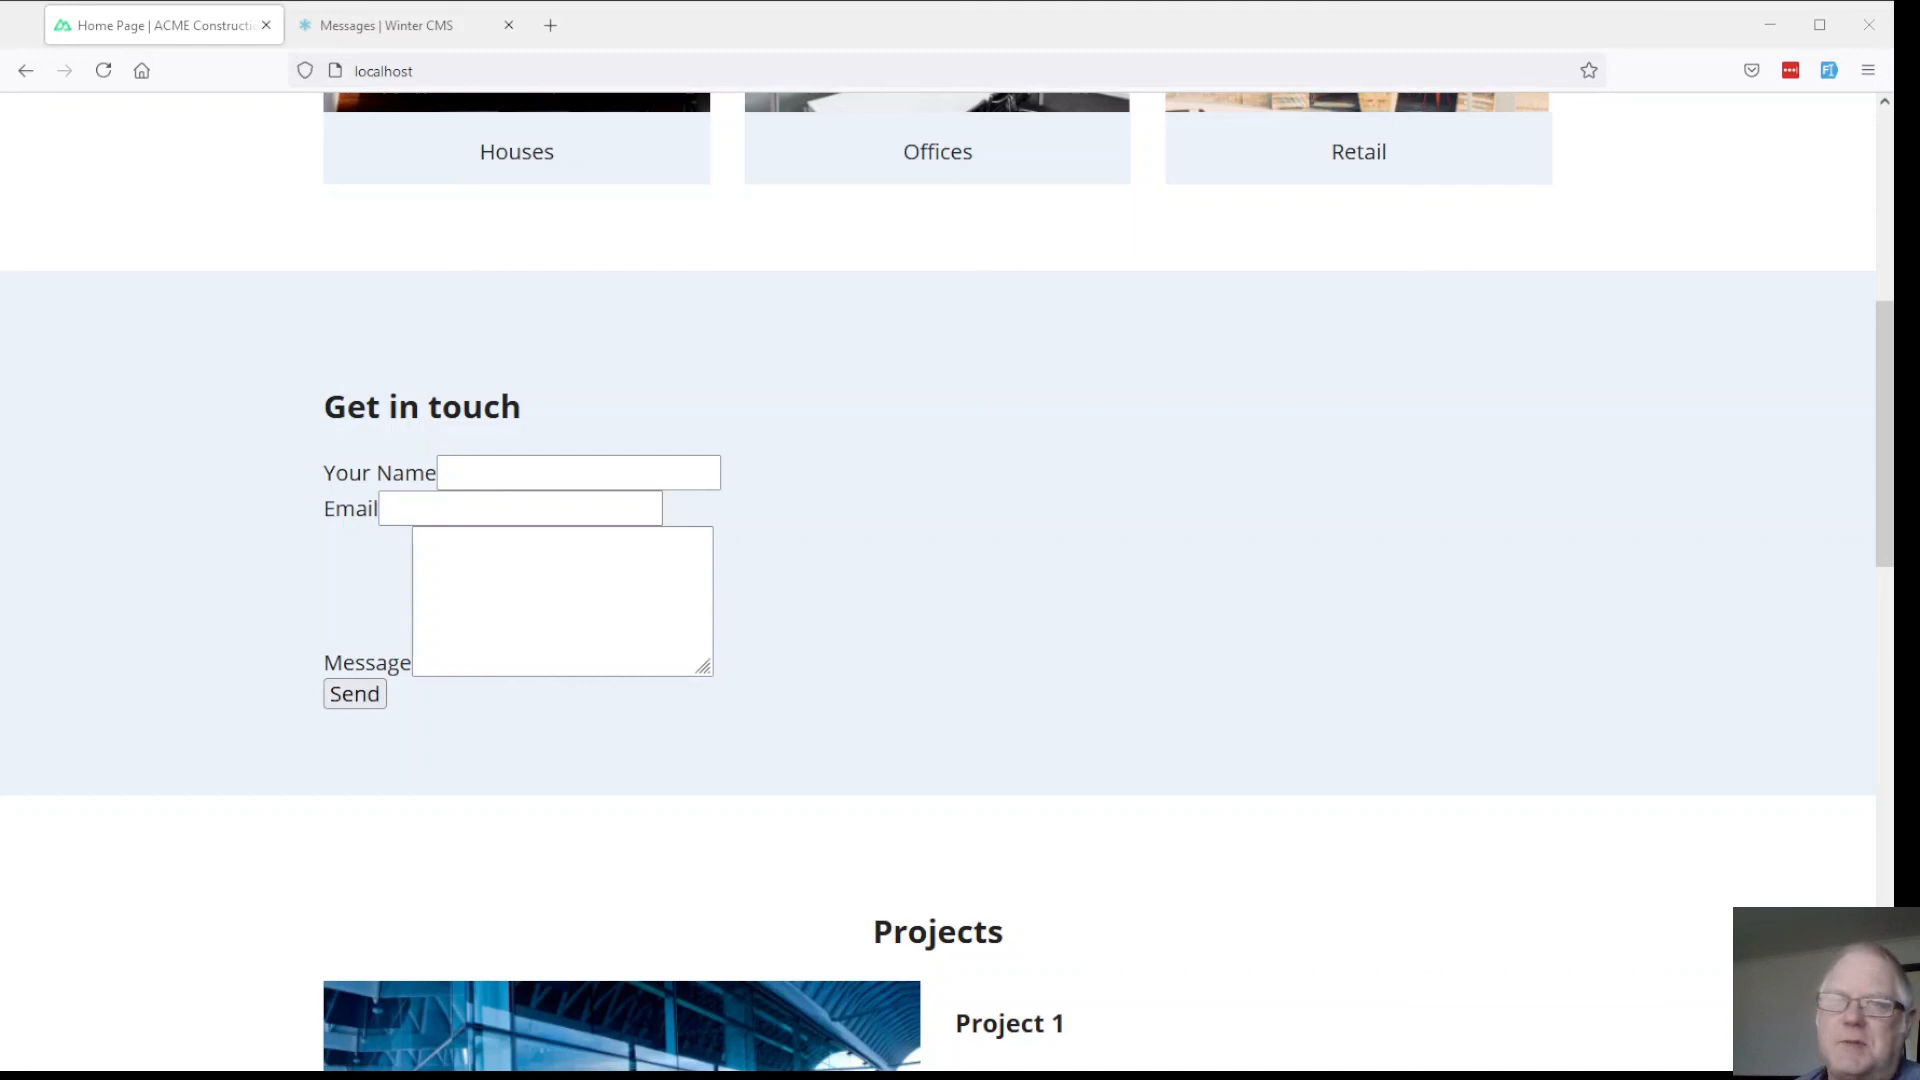 Home Page | ACME Constructi
Messages | Winter CMS
localhost
Houses
Offices
Retail
Get in touch
Your Name
Email
Message
Send
Projects
Project 1